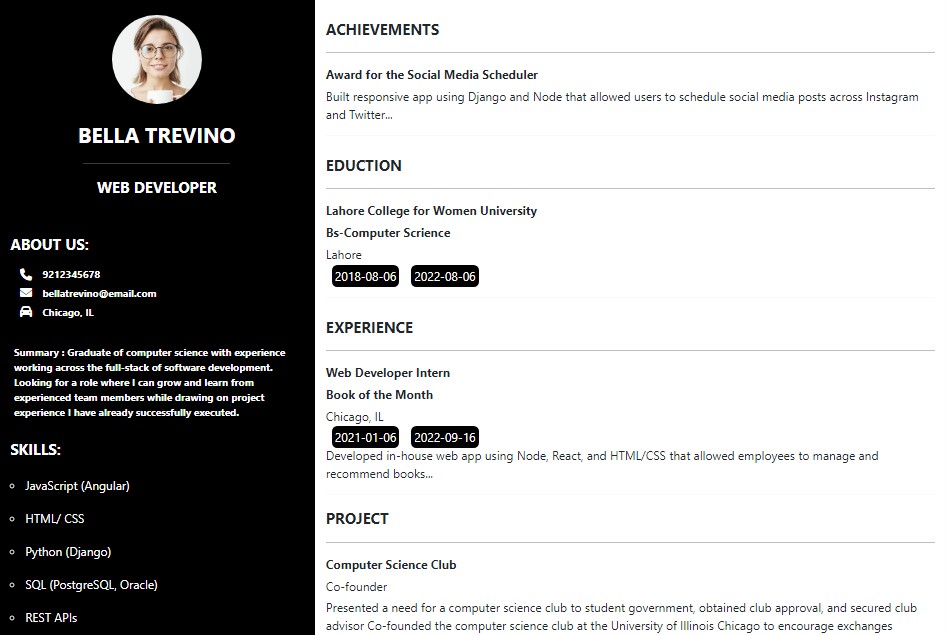 BELLA TREVINO
WEB DEVELOPER
ABOUT US:
9212345678
bellatrevino@email.com
Chicago, IL
Summary : Graduate of computer science with experience
working across the full-stack of software development.
Looking for a role where I can grow and learn from
experienced team members while drawing on project
experience I have already successfully executed.
SKILLS:
JavaScript (Angular)
HTML/ CSS
Python (Django)
SQL (PostgreSQL, Oracle)
REST APIs
ACHIEVEMENTS
Award for the Social Media Scheduler
Built responsive app using Django and Node that allowed users to schedule social media posts across Instagram
and Twitter...
EDUCTION
Lahore College for Women University
Bs-Computer Scrience
Lahore
2018-08-06 2022-08-06
EXPERIENCE
Web Developer Intern
Book of the Month
Chicago, IL
2021-01-06 2022-09-16
Developed in-house web app using Node, React, and HTML/CSS that allowed employees to manage and
recommend books...
PROJECT
Computer Science Club
Co-founder
Presented a need for a computer science club to student government, obtained club approval, and secured club
advisor Co-founded the computer science club at the University of Illinois Chicago to encourage exchanges